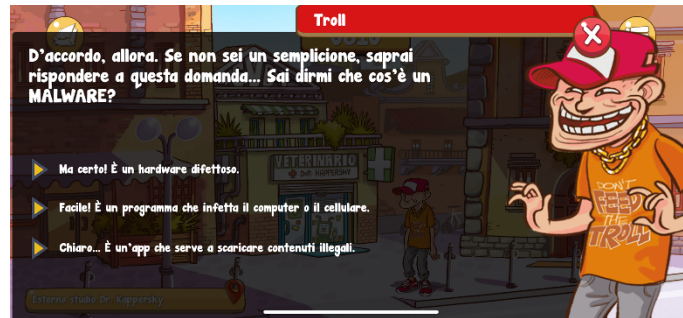 Troll
D'accordo, allora. Se non sei un semplicione, saprai
rispondere a questa domanda... Sai dirmi che cos'è un
MALWARE?
Ma certo! È un hardware difettoso.
Facile! È un programma che infetta il computer o il cellulare.
Chiaro... È un'app che serve a scaricare contenuti illegali.
VETERINARIO
DR. KAPPERSKY
DON'T
FEED
THE
TROLL
Esterno studio Dr. Kappersky